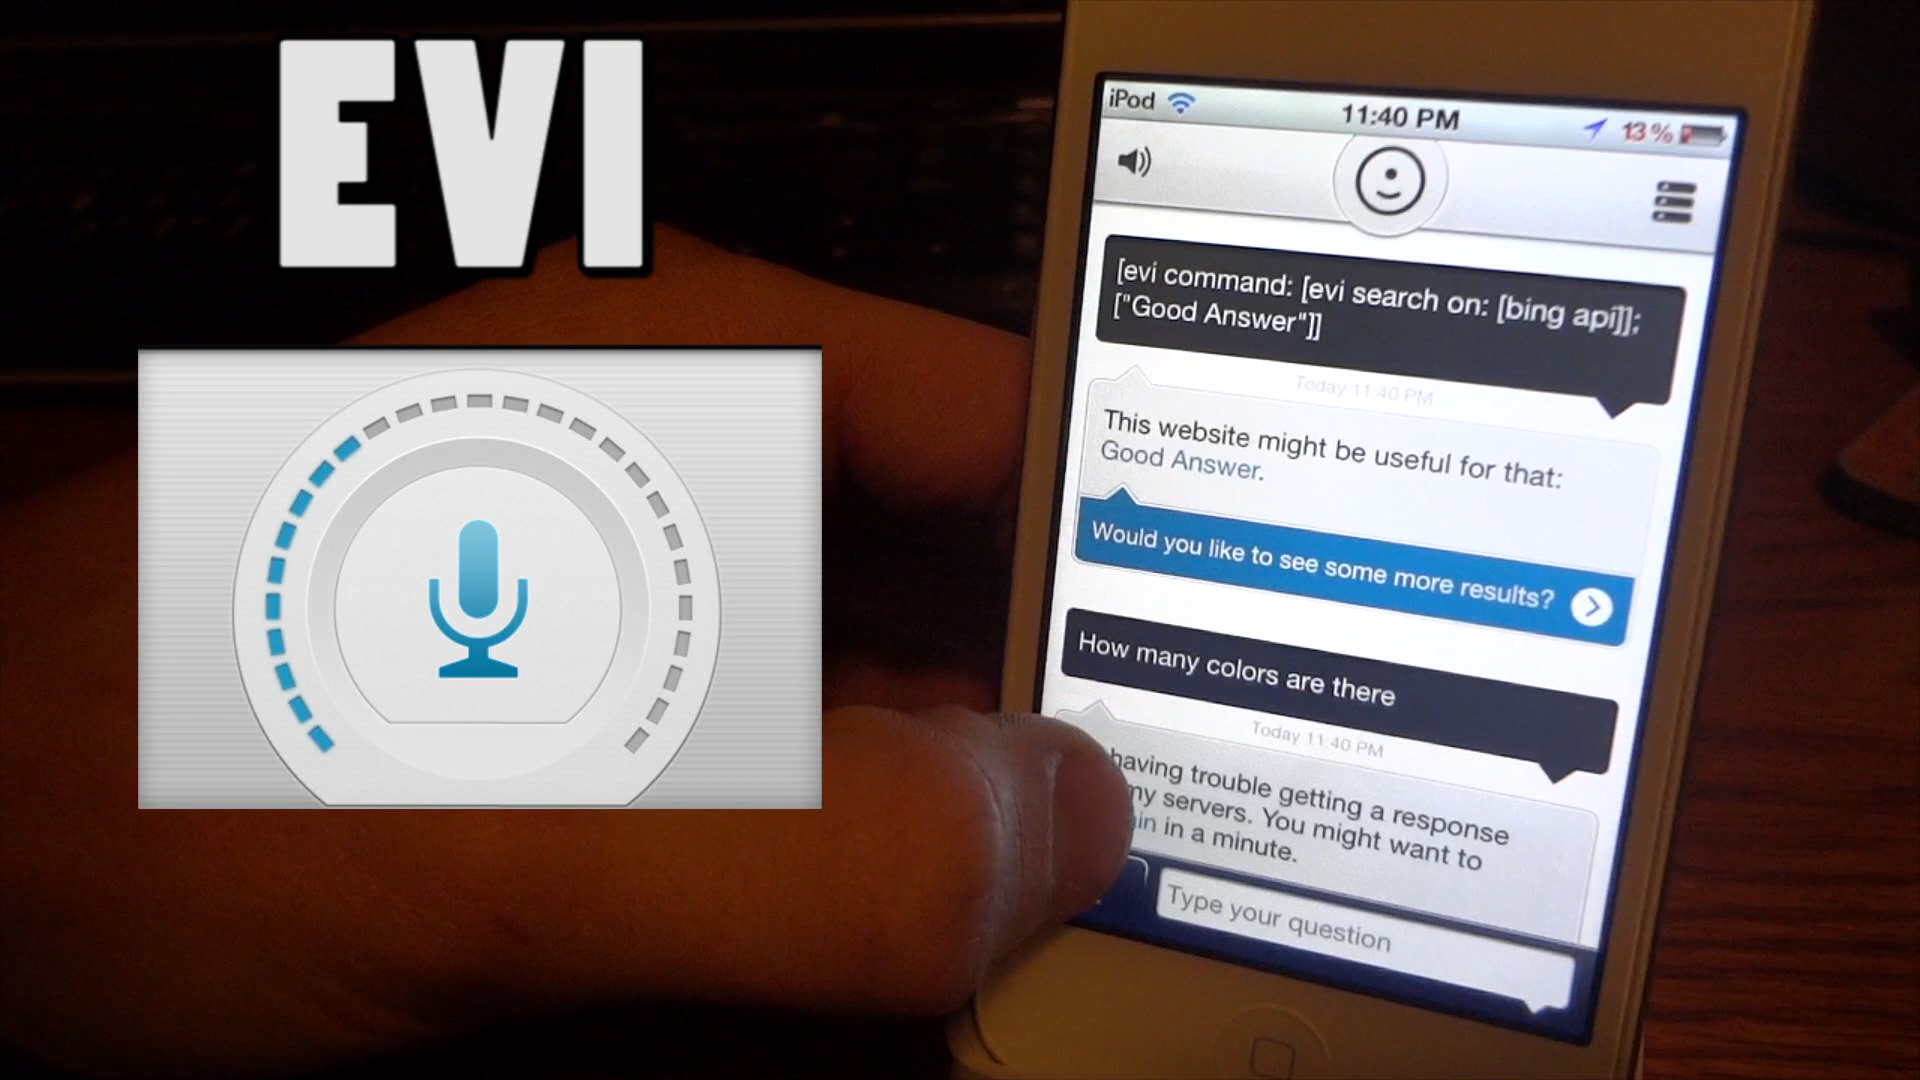 EVI
iPod
11:40 PM
13%
[evi command: [evi search on: [bing api]];
["Good Answer"]]
Today 11:40 PM
This website might be useful for that:
Good Answer.
Would you like to see some more results?
How many colors are there
Today 11:40 PM
having trouble getting a response
my servers. You might want to
in a minute.
Type your question